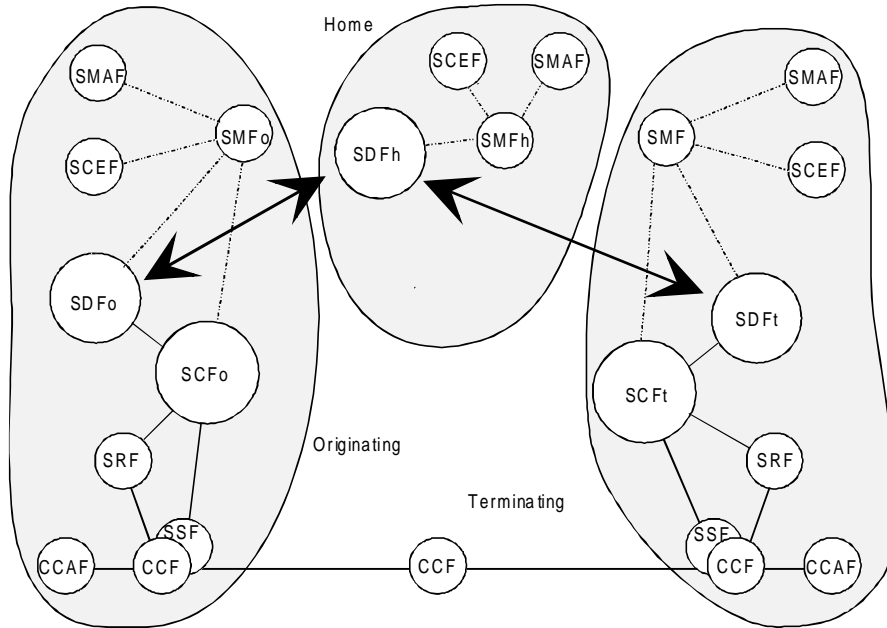 Home
SMAF
SCEF
SMFo
SDFo
SCFo
SRF
SSF
CCAF
CCF
SCEF
SMAF
SDFh
SMFh
Originating
Terminating
CCF
SMAF
SMF
SCEF
SDFt
SCFt
SRF
SSF
CCF
CCAF